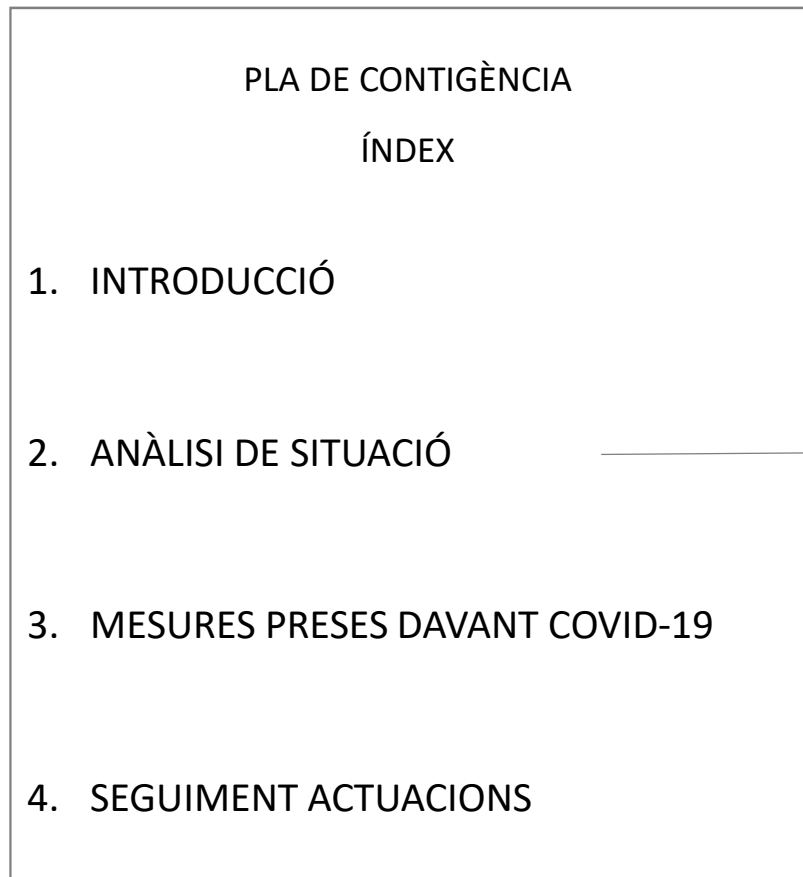 PLA DE CONTIGÈNCIA
ÍNDEX
1. INTRODUCCIÓ
2. ANÀLISI DE SITUACIÓ
3. MESURES PRESES DAVANT COVID-19
4. SEGUIMENT ACTUACIONS